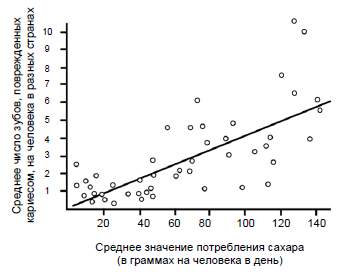 Среднее число зубов, поврежденных
кариесом, на человека в разных странах
10
9
8
7
6
5
4
3
2
1
20 40 60 80 100 120 140
Среднее значение потребления сахара
(в граммах на человека в день)